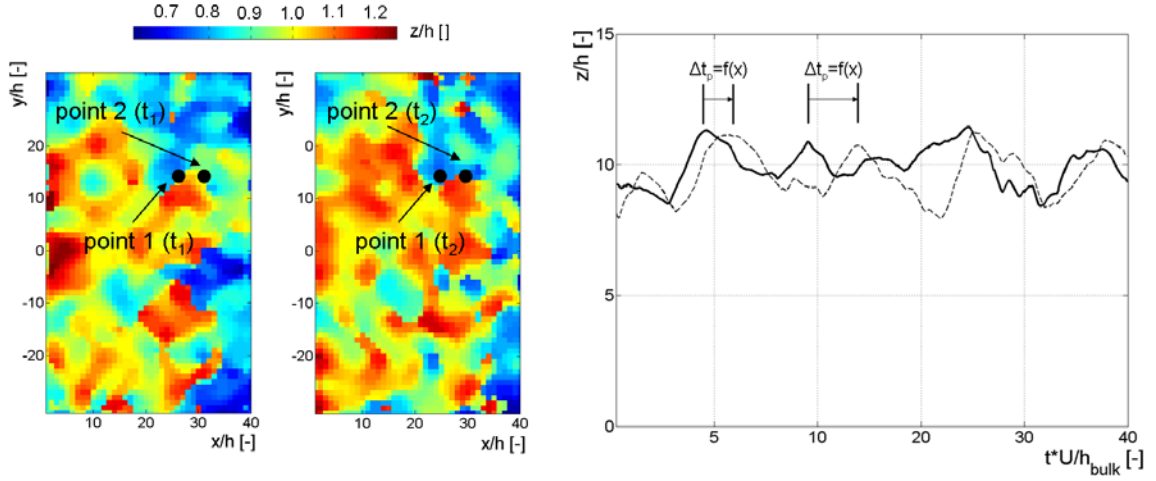 0.7 0.8 0.9 1.0 1.1 1.2
z/h []
y/h [-]
20
10
0
-10
-20
10 20 30 40
x/h [-]
point 2 (t1)
point 1 (t1)
y/h [-]
0
10
0
-10
-20
10 20 30 40
x/h [-]
point 2 (t2)
point 1 (t2)
z/h [-]
15
10
5
0
Δtp=f(x) Δtp=f(x)
5 10 20 30 40
t*U/hbulk [-]